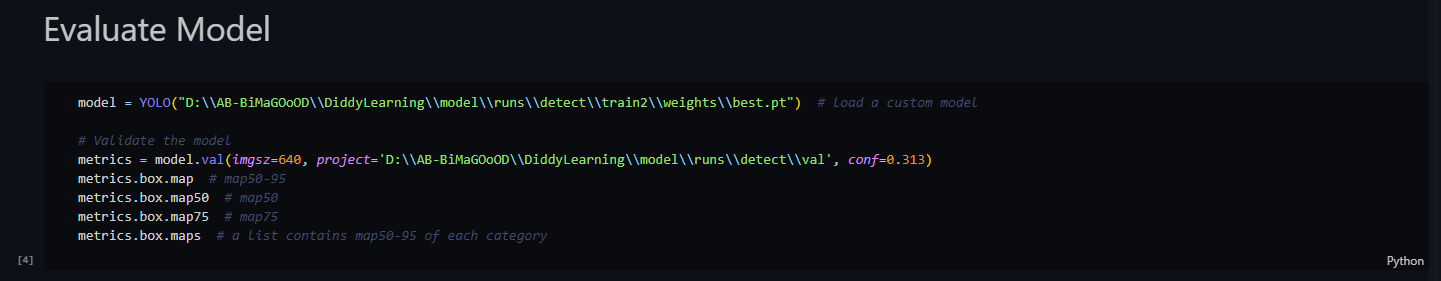 Evaluate Model
model = YOLO("D:\\AB-BiMaGOoOD\\DiddyLearning\\model\\runs\\detect\\train2\\weights\\best.pt")  # load a custom model
# Validate the model
metrics = model.val(imgsz=640, project='D:\\AB-BiMaGOoOD\\DiddyLearning\\model\\runs\\detect\\val', conf=0.313)
metrics.box.map  # map50-95
metrics.box.map50  # map50
metrics.box.map75  # map75
metrics.box.maps  # a list contains map50-95 of each category
[4]
Python